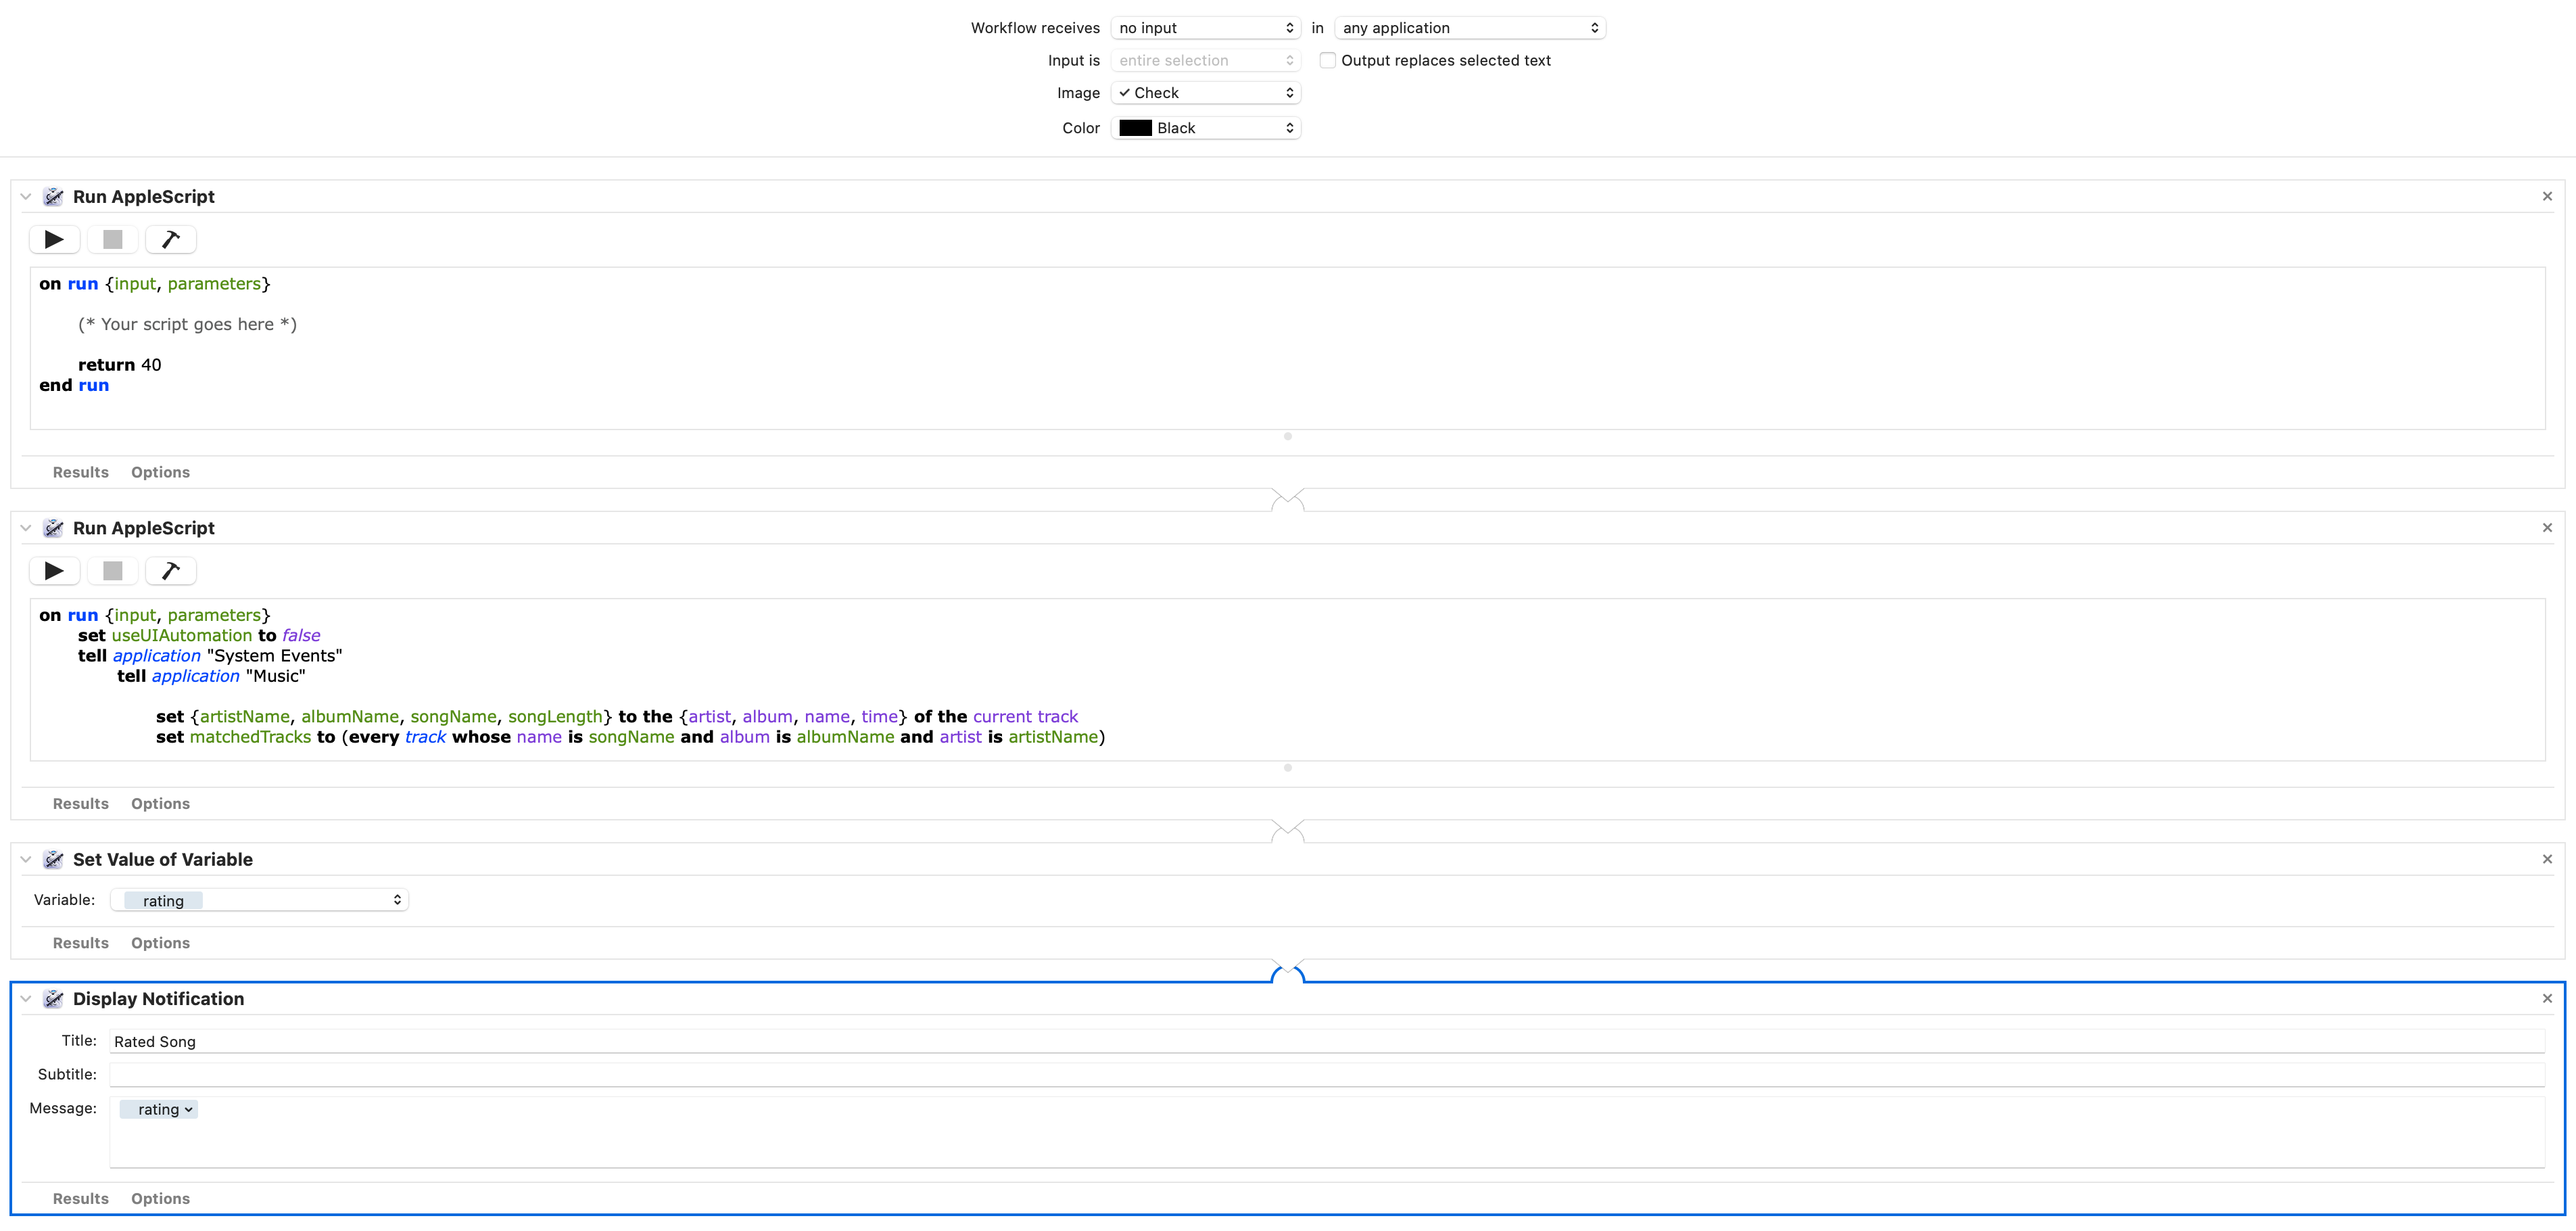 Workflow receives no input in any application
Input is entire selection Output replaces selected text
Image Check
Color Black
Run AppleScript
on run {input, parameters}
(* Your script goes here *)
return 40
end run
Results Options
Run AppleScript
on run {input, parameters}
set useUIAutomation to false
tell application "System Events"
tell application "Music"
set {artistName, albumName, songName, songLength} to the {artist, album, name, time} of the current track
set matchedTracks to (every track whose name is songName and album is albumName and artist is artistName)
Results Options
Set Value of Variable
Variable: rating
Results Options
Display Notification
Title: Rated Song
Subtitle:
Message: rating
Results Options